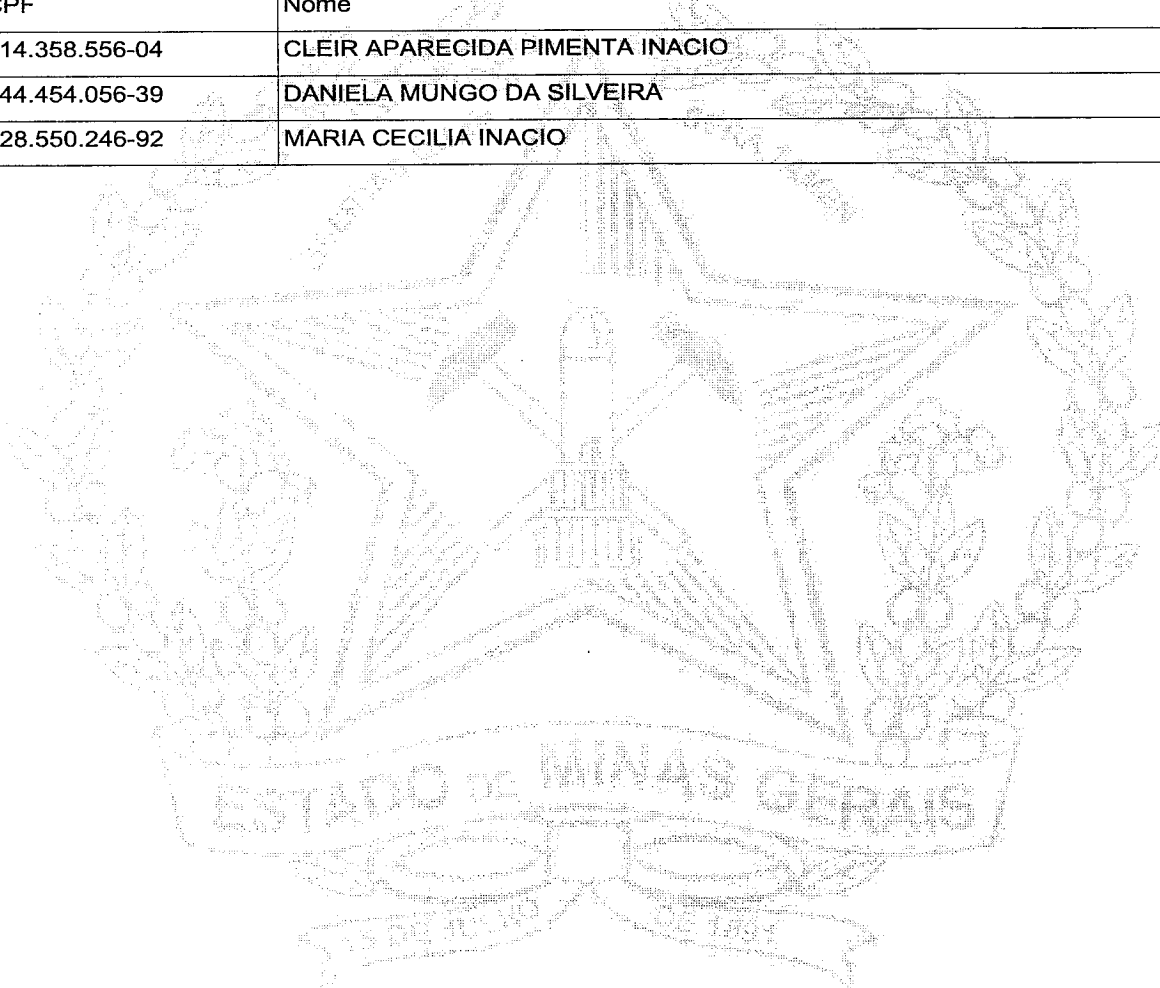 CPF Nome
14.358.556-04 CLEIR APARECIDA PIMENTA INACIO
44.454.056-39 DANIELA MUNGO DA SILVEIRA
28.550.246-92 MARIA CECILIA INACIO
ESTADO DE MINAS GERAIS